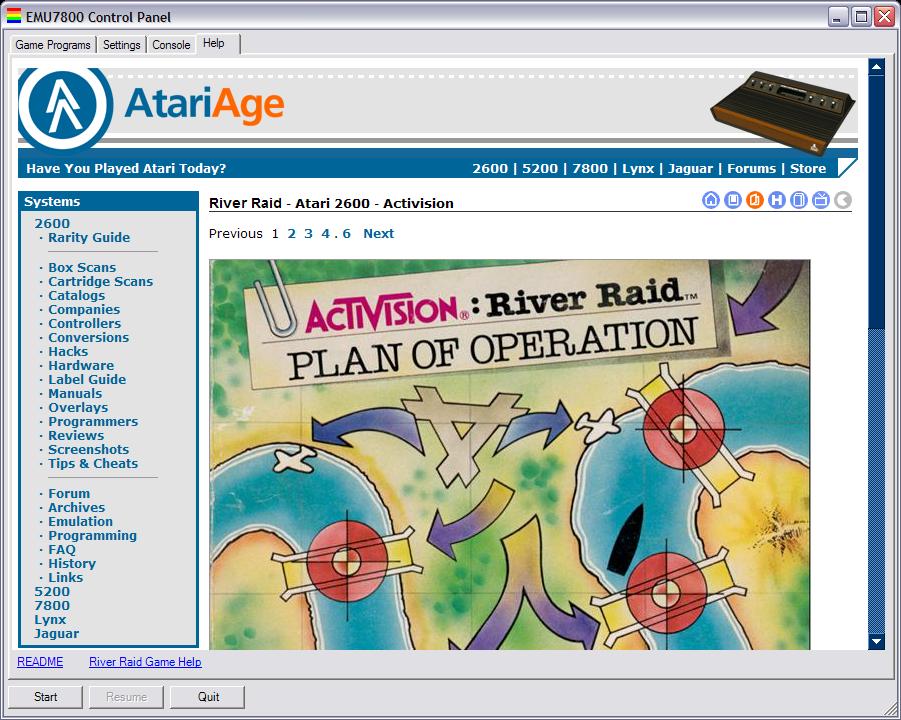 EMU7800 Control Panel
Game Programs Settings Console Help
AtariAge
Have You Played Atari Today?
2600 | 5200 | 7800 | Lynx | Jaguar | Forums | Store
Systems
2600
· Rarity Guide
· Box Scans
· Cartridge Scans
· Catalogs
· Companies
· Controllers
· Conversions
· Hacks
· Hardware
· Label Guide
· Manuals
· Overlays
· Programmers
· Reviews
· Screenshots
· Tips & Cheats
· Forum
· Archives
· Emulation
· Programming
· FAQ
· History
· Links
5200
7800
Lynx
Jaguar
River Raid - Atari 2600 - Activision
Previous 1 2 3 4 . 6 Next
ACTIVISION® : River Raid™
PLAN OF OPERATION
README River Raid Game Help
Start Resume Quit